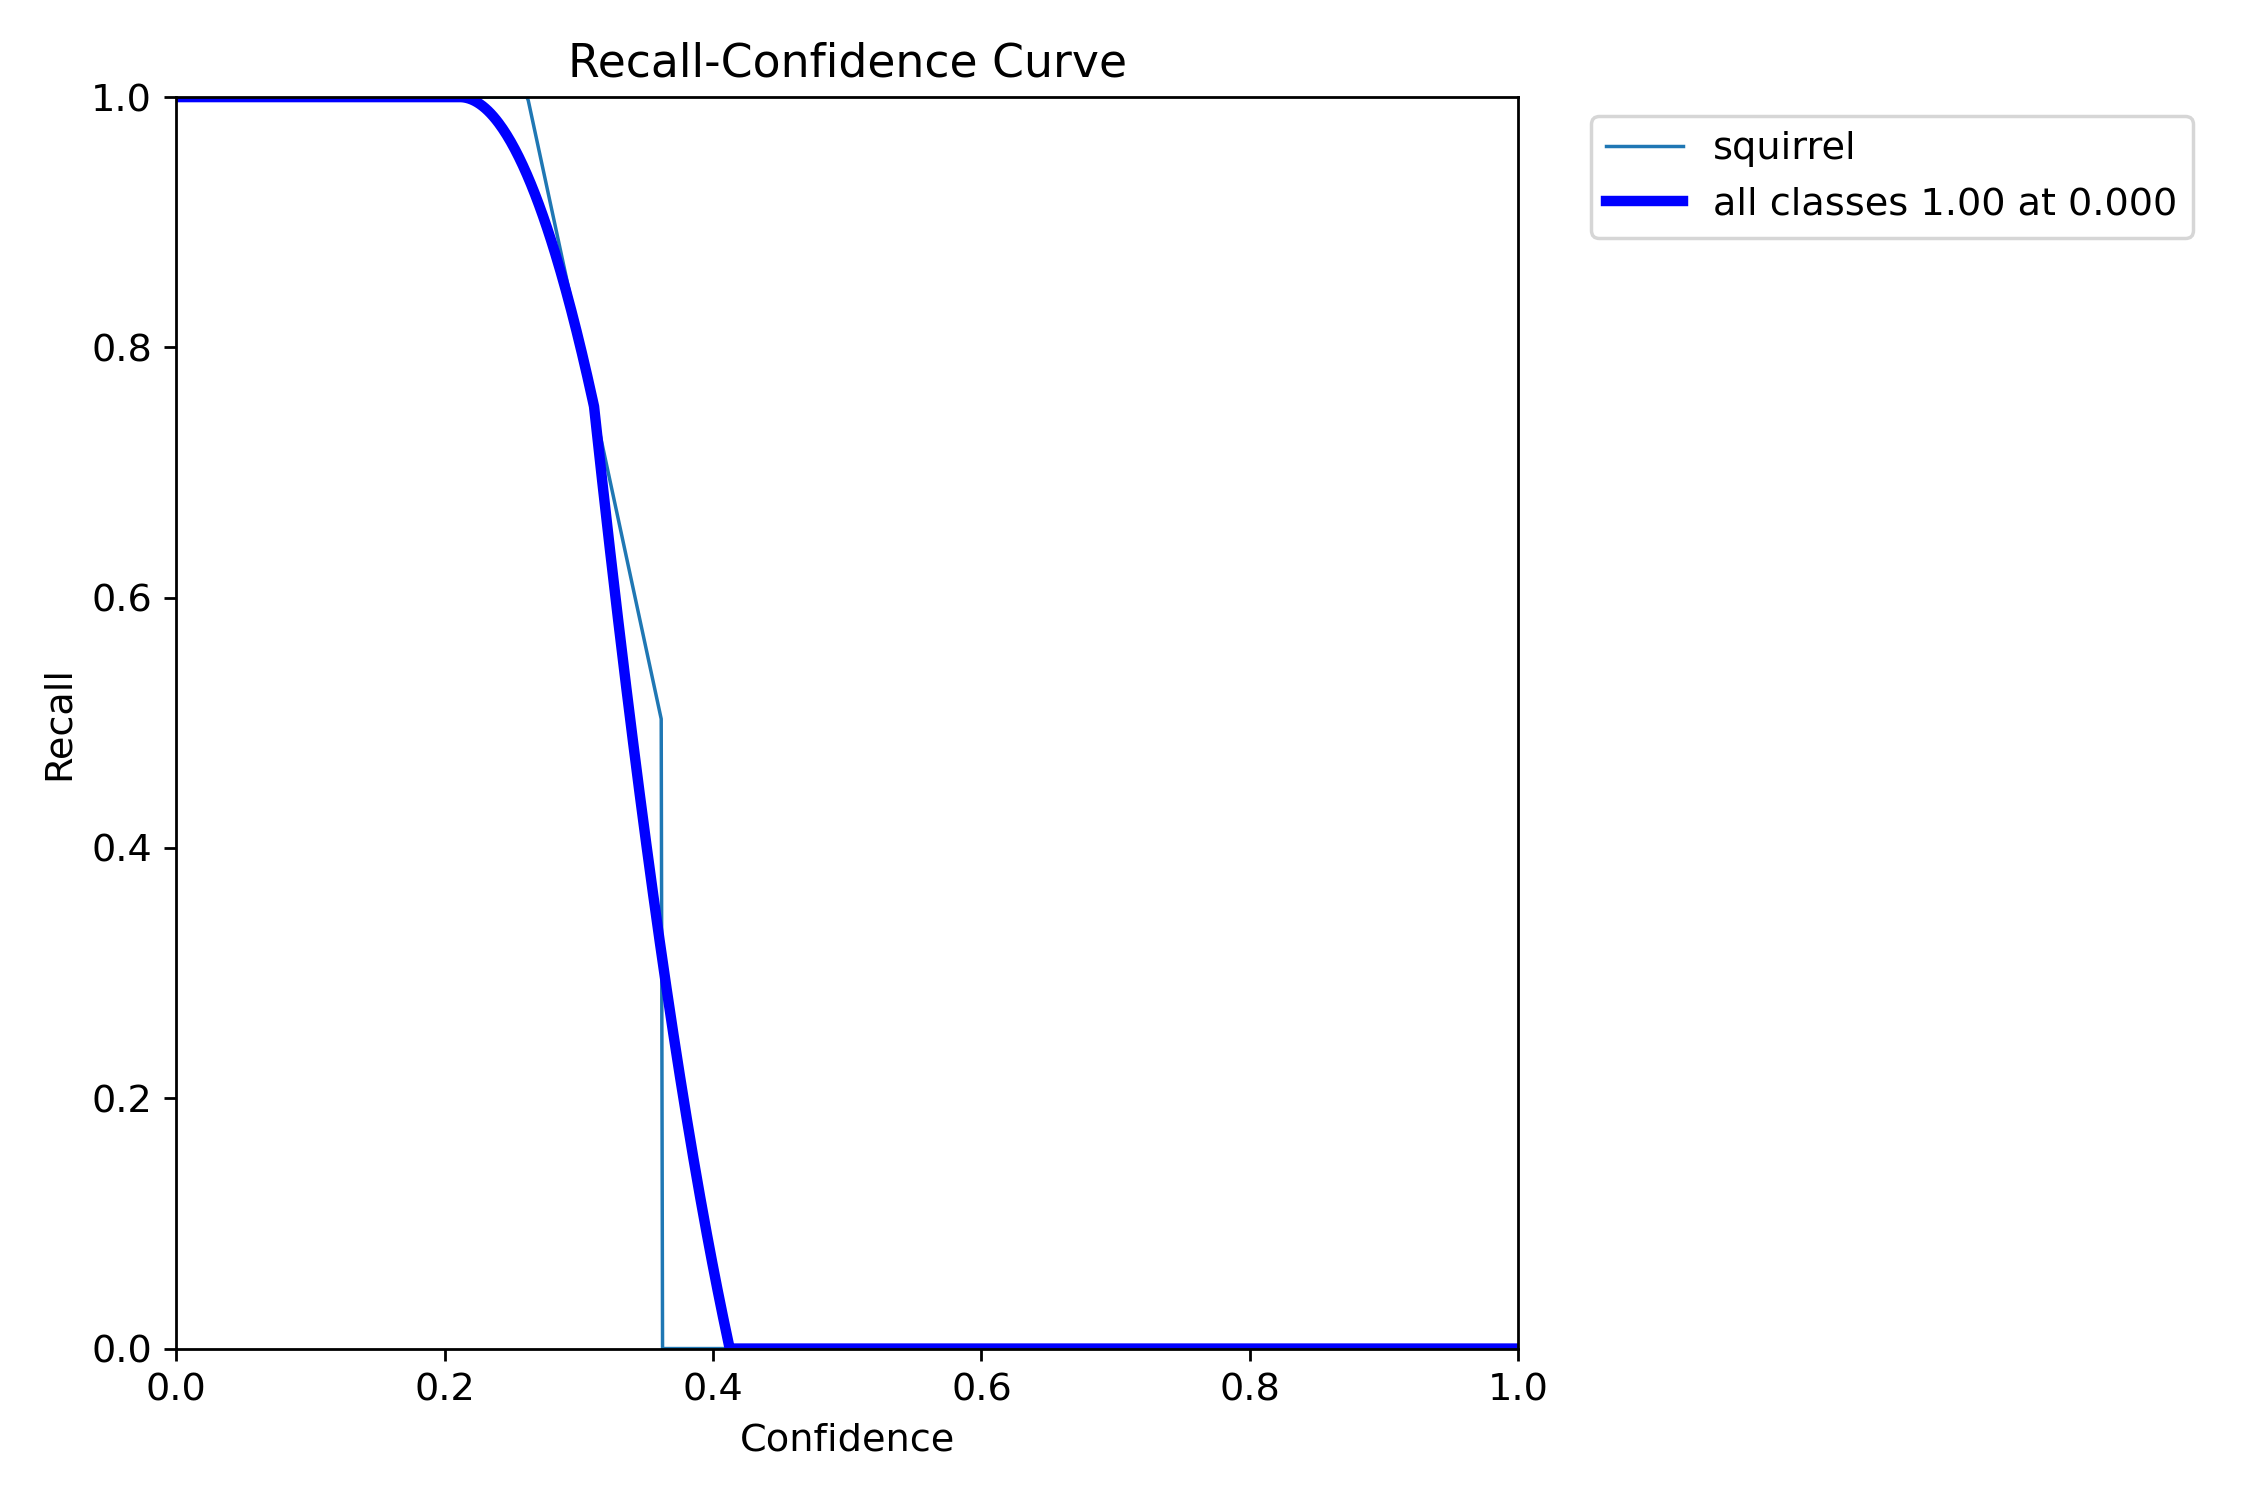 Recall-Confidence Curve
1.0
0.8
0.6
0.4
0.2
0.0
Recall
0.0 0.2 0.4 0.6 0.8 1.0
Confidence
squirrel
all classes 1.00 at 0.000